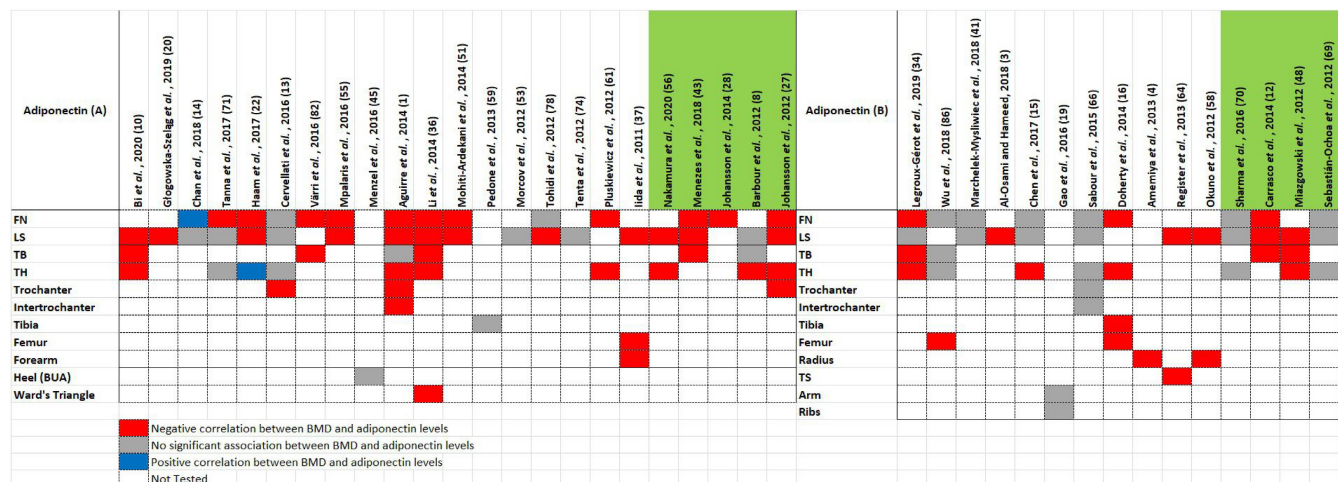 Adiponectin (A)
Bi et al., 2020 (10)
Głogowska-Szeląg et al., 2019 (20)
Chan et al., 2018 (14)
Tanna et al., 2017 (71)
Haam et al., 2017 (22)
Cervellati et al., 2016 (13)
Värri et al., 2016 (82)
Mpalaris et al., 2016 (55)
Menzel et al., 2016 (45)
Aguirre et al., 2014 (1)
Li et al., 2014 (36)
Mohiti-Ardekani et al., 2014 (51)
Pedone et al., 2013 (59)
Morcov et al., 2012 (53)
Tohidi et al., 2012 (78)
Tenta et al., 2012 (74)
Pluskiewicz et al., 2012 (61)
Iida et al., 2011 (37)
Nakamura et al., 2020 (56)
Menezes et al., 2018 (43)
Johansson et al., 2014 (28)
Barbour et al., 2012 (8)
Johansson et al., 2012 (27)
FN
LS
TB
TH
Trochanter
Intertrochanter
Tibia
Femur
Forearm
Heel (BUA)
Ward's Triangle
Negative correlation between BMD and adiponectin levels
No significant association between BMD and adiponectin levels
Positive correlation between BMD and adiponectin levels
Not Tested
Adiponectin (B)
Legroux-Gérot et al., 2019 (34)
Wu et al., 2018 (86)
Marchelek-Mysliwiec et al., 2018 (41)
Al-Osami and Hameed, 2018 (3)
Chen et al., 2017 (15)
Gao et al., 2016 (19)
Sabour et al., 2015 (66)
Doherty et al., 2014 (16)
Amemiya et al., 2013 (4)
Register et al., 2013 (64)
Okuno et al., 2012 (58)
Sharma et al., 2016 (70)
Carrasco et al., 2014 (12)
Miazgowski et al., 2012 (48)
Sebastián-Ochoa et al., 2012 (69)
FN
LS
TB
TH
Trochanter
Intertrochanter
Tibia
Femur
Radius
TS
Arm
Ribs